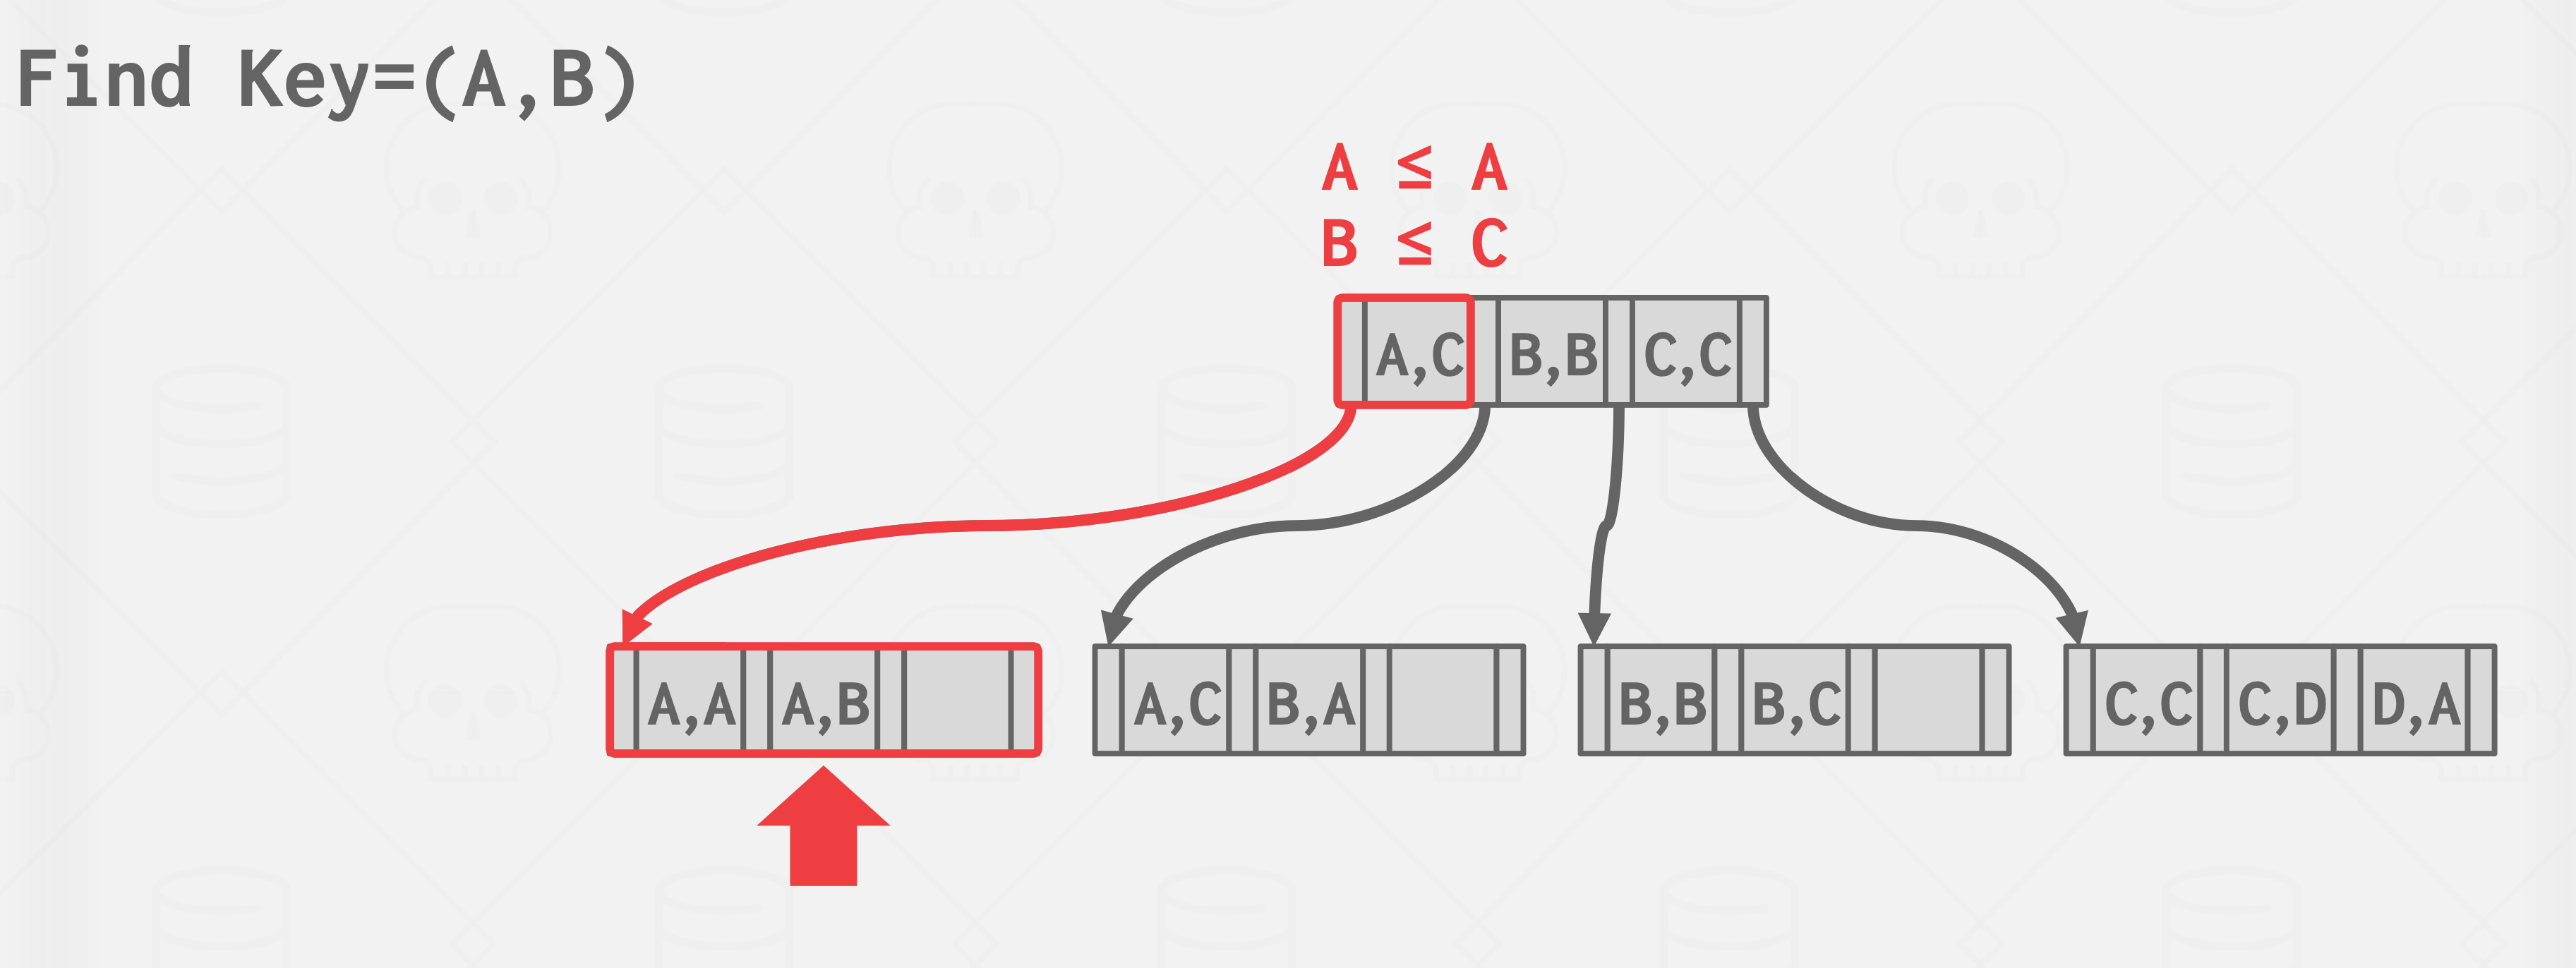 Find Key=(A,B)
A ≤ A
B ≤ C
A,C B,B C,C
A,A A,B A,C B,A B,B B,C C,C C,D D,A